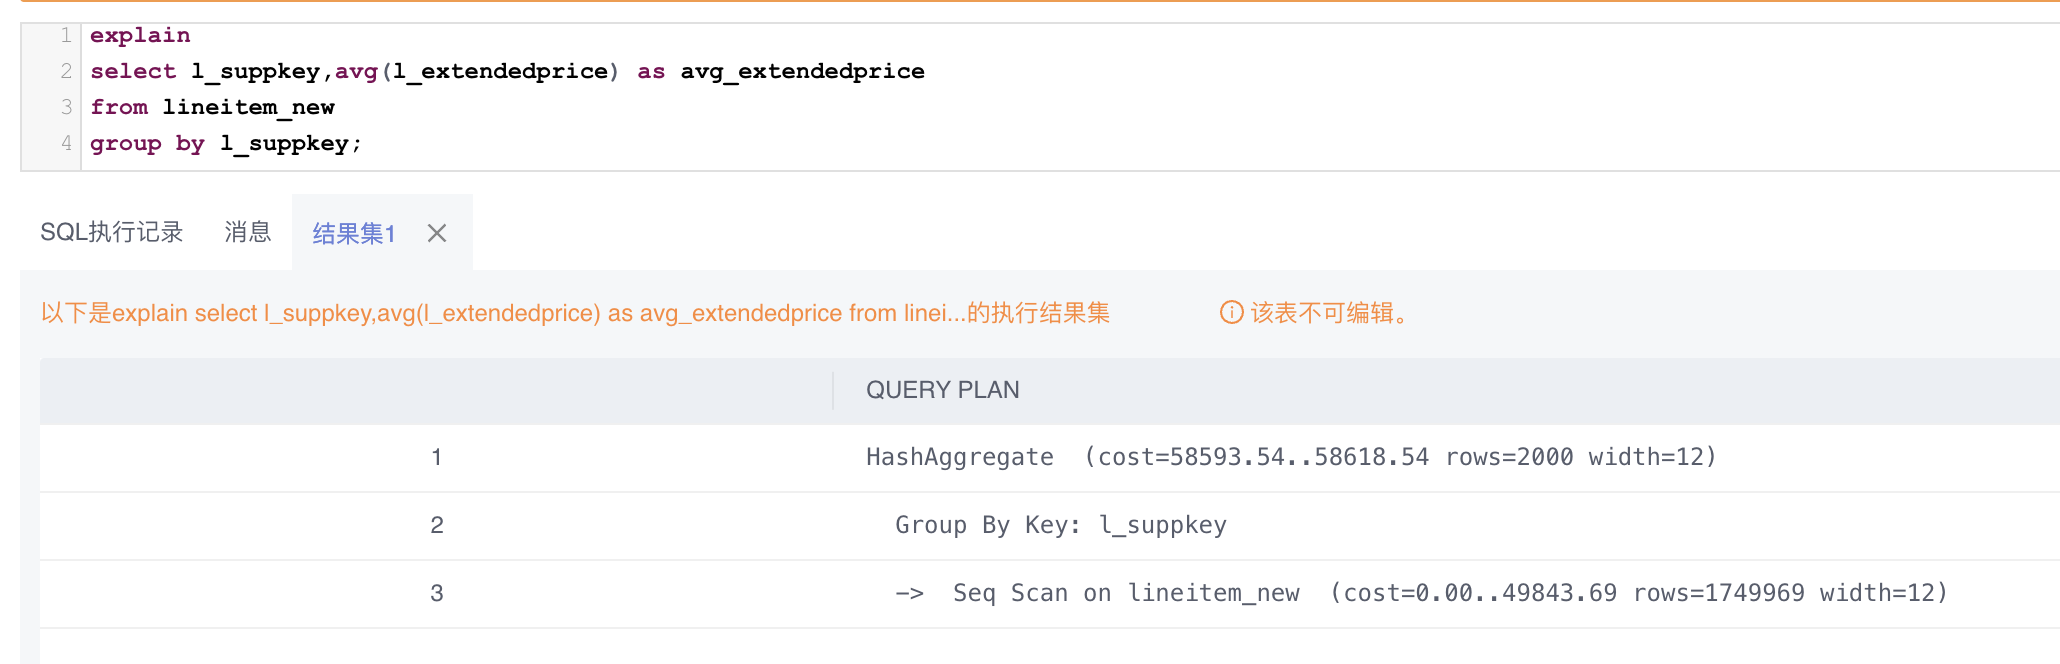 1 explain
2 select l_suppkey,avg(l_extendedprice) as avg_extendedprice
3 from lineitem_new
4 group by l_suppkey;
SQL执行记录 消息 结果集1
以下是explain select l_suppkey,avg(l_extendedprice) as avg_extendedprice from linei...的执行结果集 该表不可编辑。
QUERY PLAN
1 HashAggregate  (cost=58593.54..58618.54 rows=2000 width=12)
2 Group By Key: l_suppkey
3 ->  Seq Scan on lineitem_new  (cost=0.00..49843.69 rows=1749969 width=12)